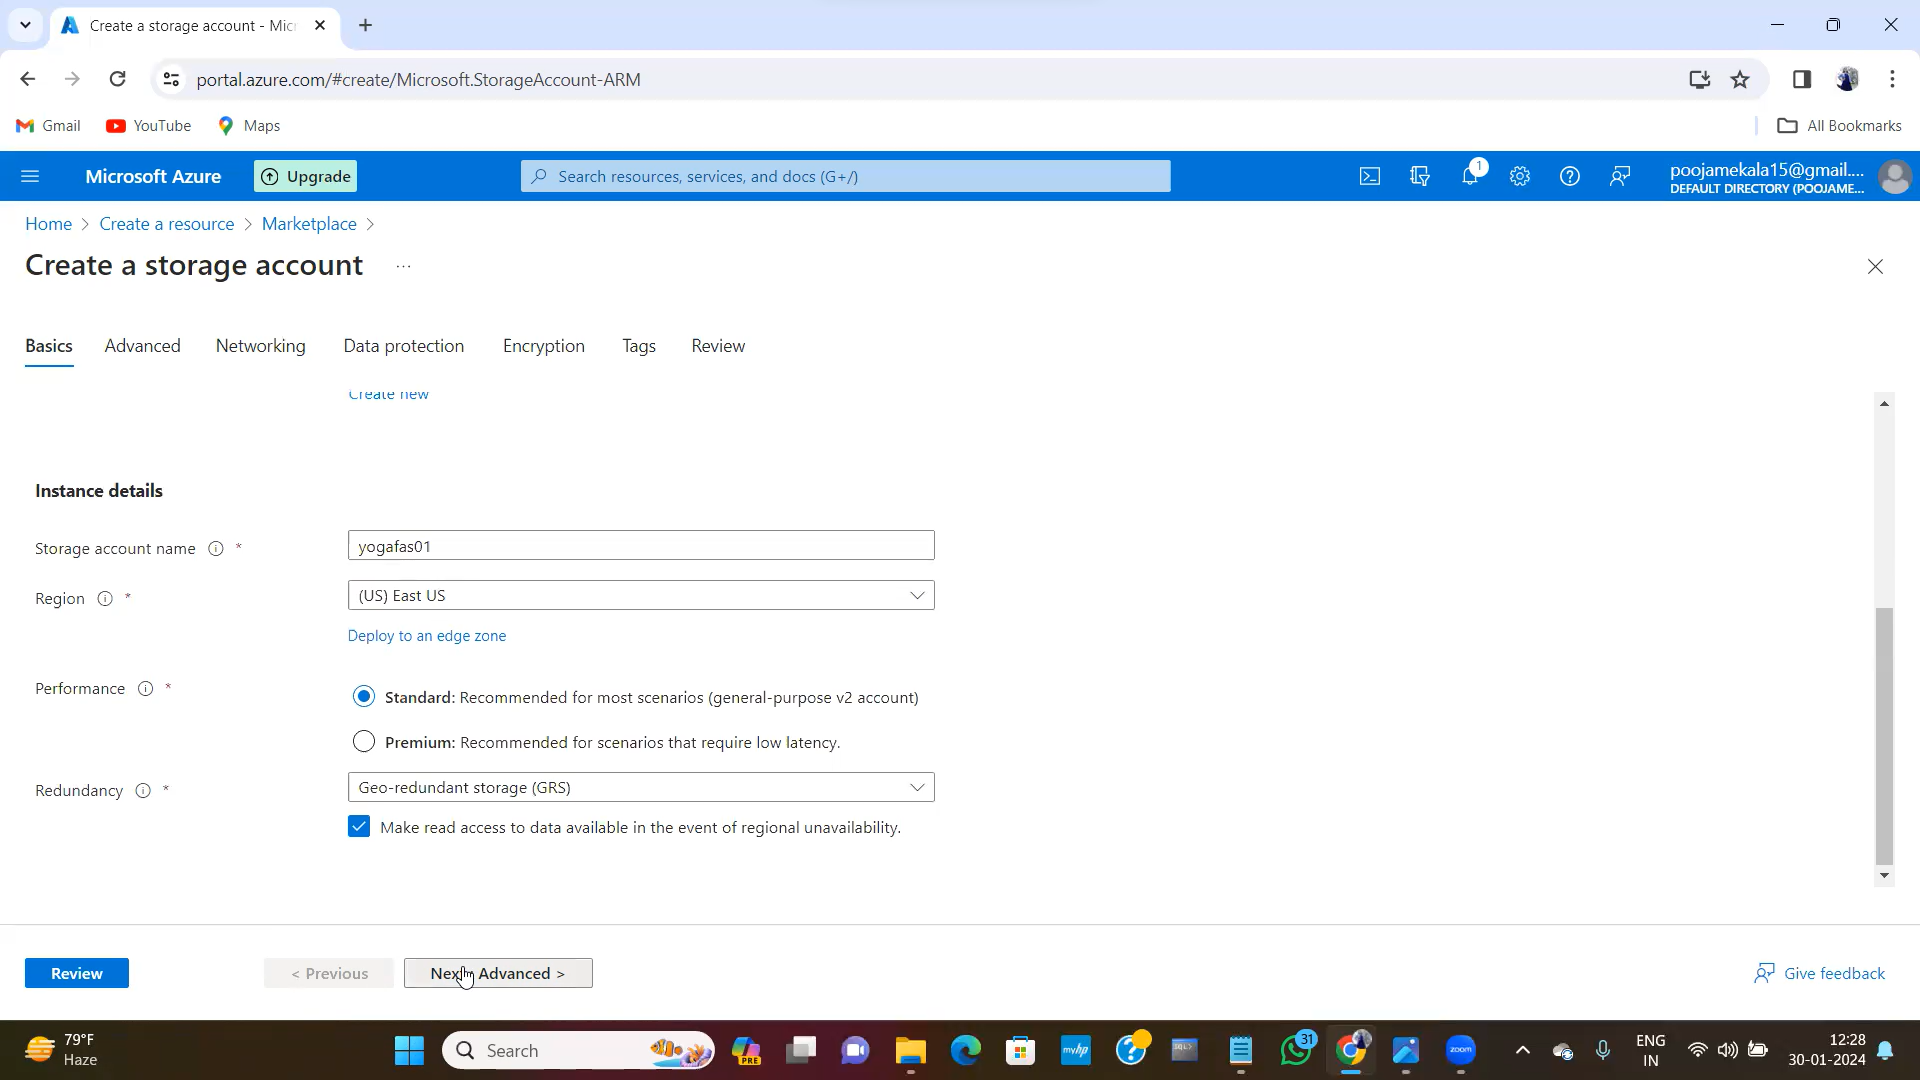 Create a storage account - Micr
portal.azure.com/#create/Microsoft.StorageAccount-ARM
Gmail
YouTube
Maps
All Bookmarks
Microsoft Azure
Upgrade
Search resources, services, and docs (G+/)
1
poojamekala15@gmail....
DEFAULT DIRECTORY (POOJAME...
Home > Create a resource > Marketplace >
Create a storage account ...
Basics
Advanced
Networking
Data protection
Encryption
Tags
Review
Create new
Instance details
Storage account name *
yogafas01
Region *
(US) East US
Deploy to an edge zone
Performance *
Standard: Recommended for most scenarios (general-purpose v2 account)
Premium: Recommended for scenarios that require low latency.
Redundancy *
Geo-redundant storage (GRS)
Make read access to data available in the event of regional unavailability.
Review
< Previous
Next : Advanced >
Give feedback
79°F
Haze
Search
PRE
myhp
SQL
31
zoom
ENG
IN
12:28
30-01-2024